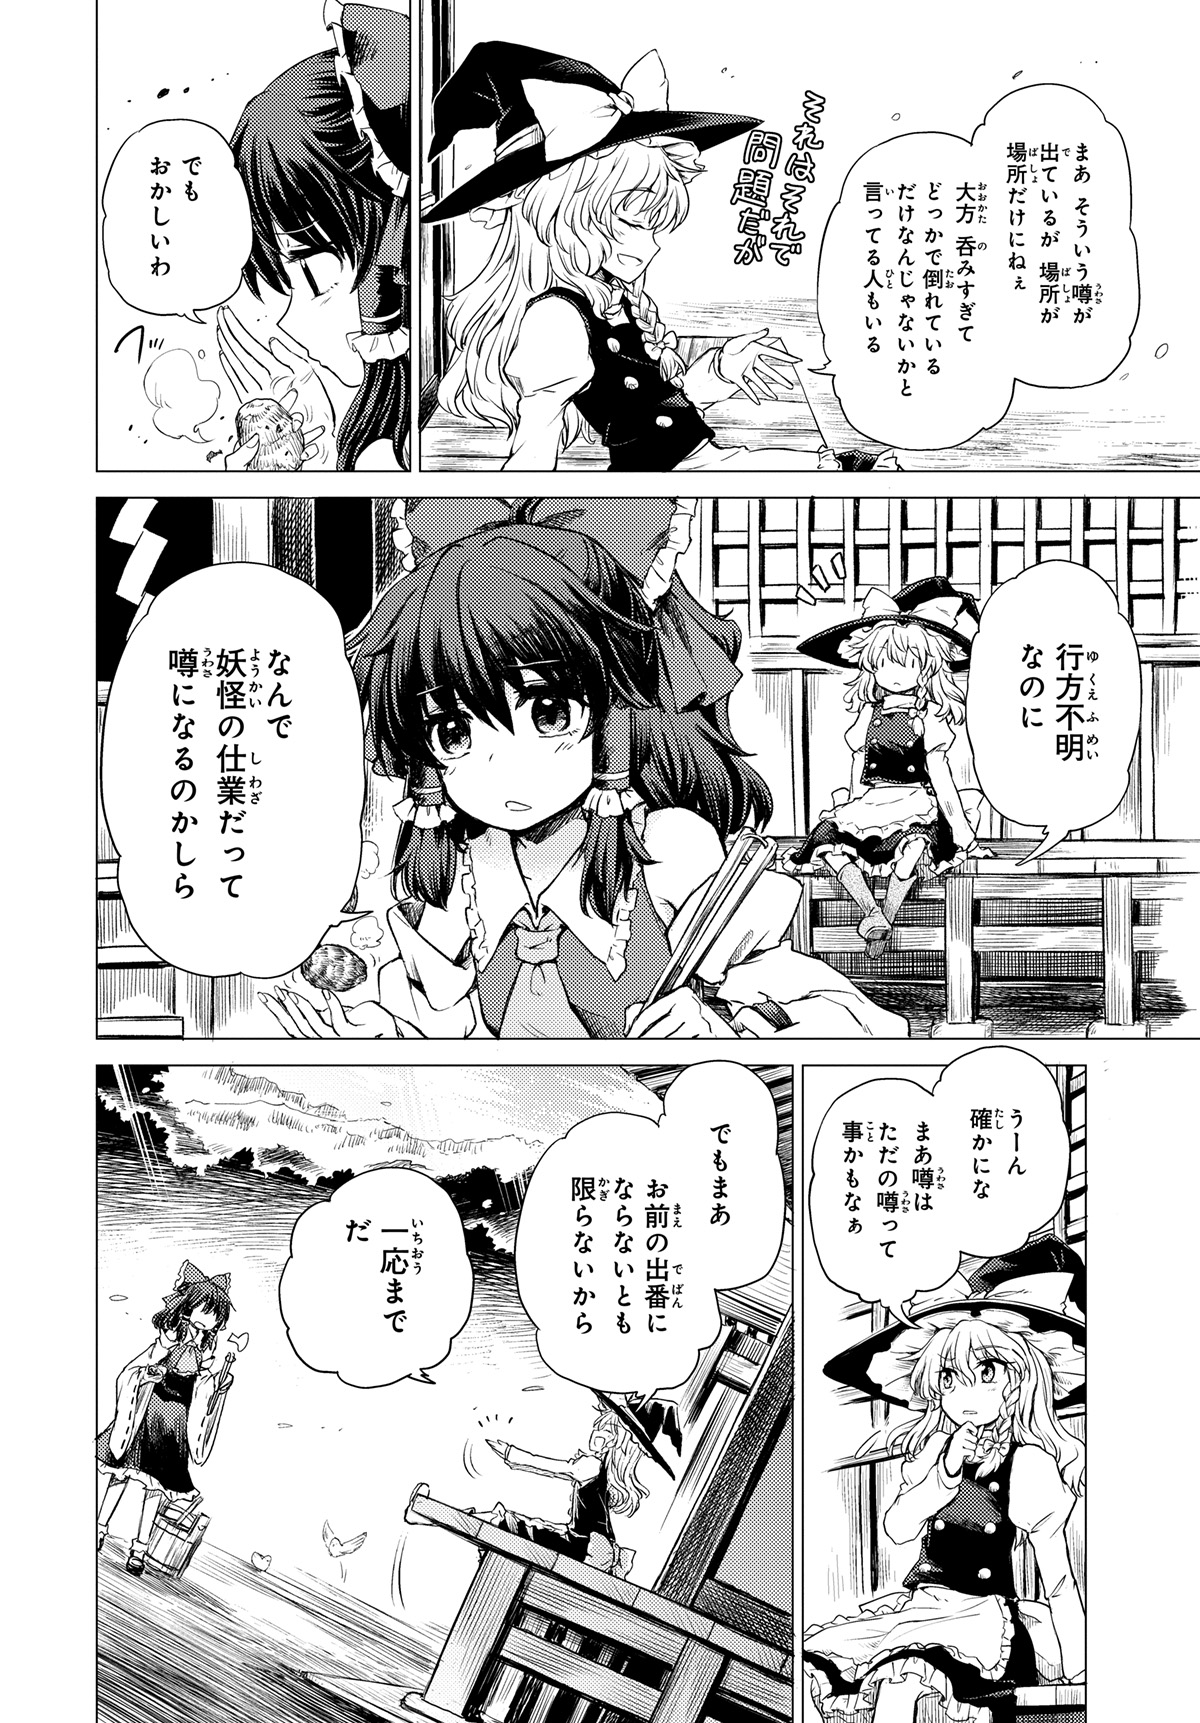 まあ そういう噂が
出ているが 場所が
場所だけにねぇ
大方 呑みすぎて
どっかで倒れている
だけなんじゃないかと
言ってる人もいる
それはそれで
問題だが
でも
おかしいわ
行方不明
なのに
なんで
妖怪の仕業だって
噂になるのかしら
うーん
確かにな
まあ噂は
ただの噂って
事かもなぁ
でもまあ
お前の出番に
ならないとも
限らないから
一応まで
だ